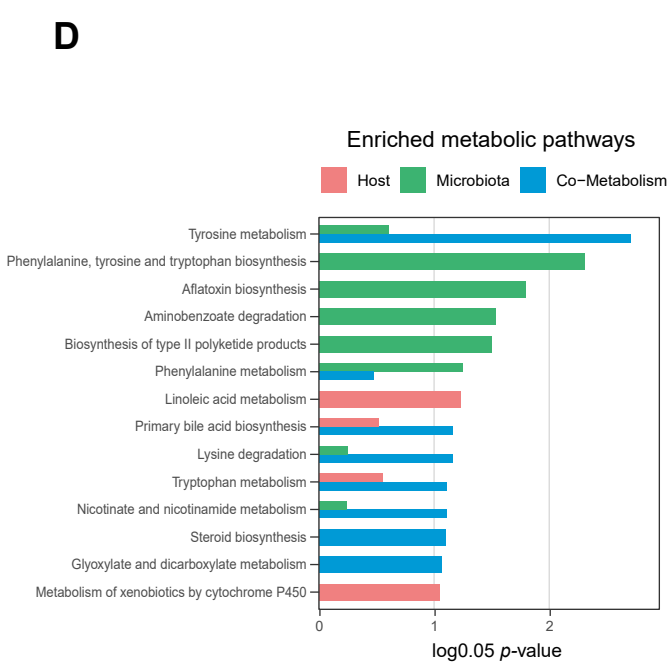 D
Enriched metabolic pathways
Host Microbiota Co−Metabolism
Tyrosine metabolism
Phenylalanine, tyrosine and tryptophan biosynthesis
Aflatoxin biosynthesis
Aminobenzoate degradation
Biosynthesis of type II polyketide products
Phenylalanine metabolism
Linoleic acid metabolism
Primary bile acid biosynthesis
Lysine degradation
Tryptophan metabolism
Nicotinate and nicotinamide metabolism
Steroid biosynthesis
Glyoxylate and dicarboxylate metabolism
Metabolism of xenobiotics by cytochrome P450
0 1 2
log0.05 p-value